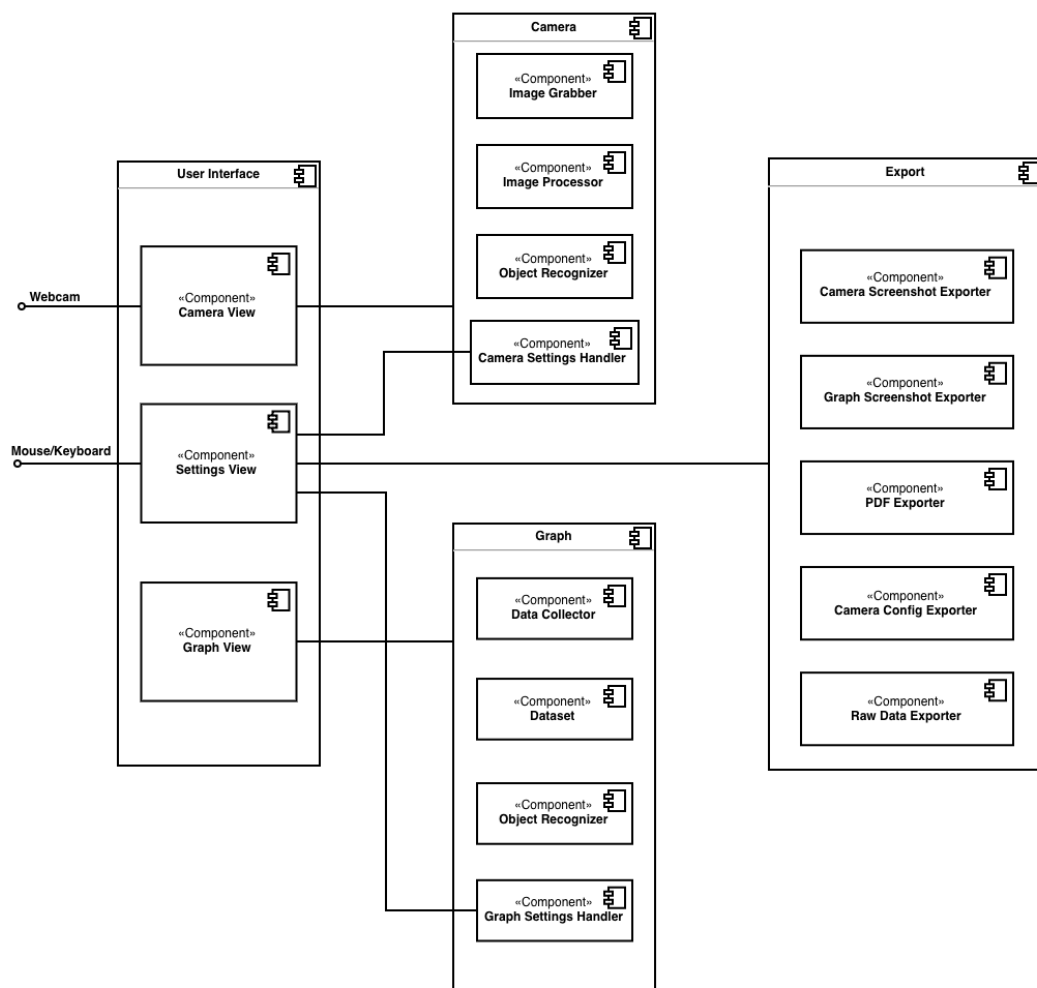 Camera
«Component»
Image Grabber
«Component»
Image Processor
«Component»
Object Recognizer
«Component»
Camera Settings Handler
User Interface
Webcam
«Component»
Camera View
Mouse/Keyboard
«Component»
Settings View
«Component»
Graph View
Export
«Component»
Camera Screenshot Exporter
«Component»
Graph Screenshot Exporter
«Component»
PDF Exporter
«Component»
Camera Config Exporter
«Component»
Raw Data Exporter
Graph
«Component»
Data Collector
«Component»
Dataset
«Component»
Object Recognizer
«Component»
Graph Settings Handler